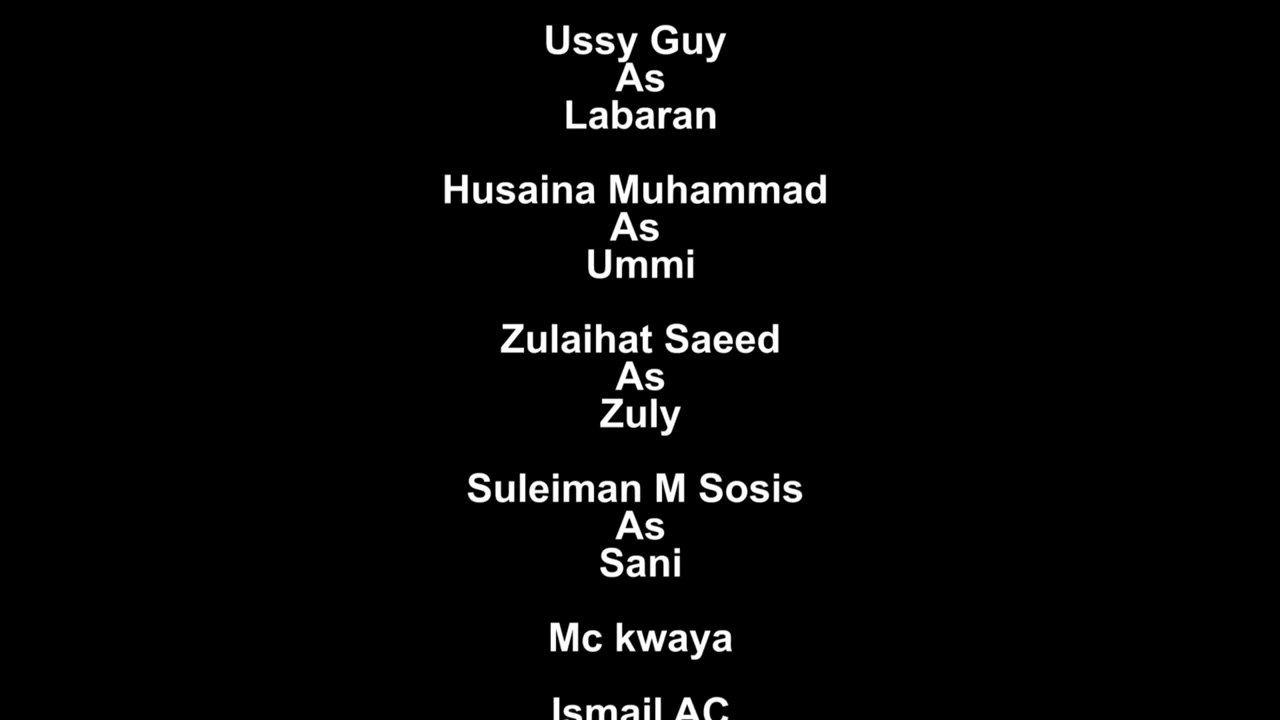 Ussy Guy
As
Labaran
Husaina Muhammad
As
Ummi
Zulaihat Saeed
As
Zuly
Suleiman M Sosis
As
Sani
Mc kwaya
Ismail AC